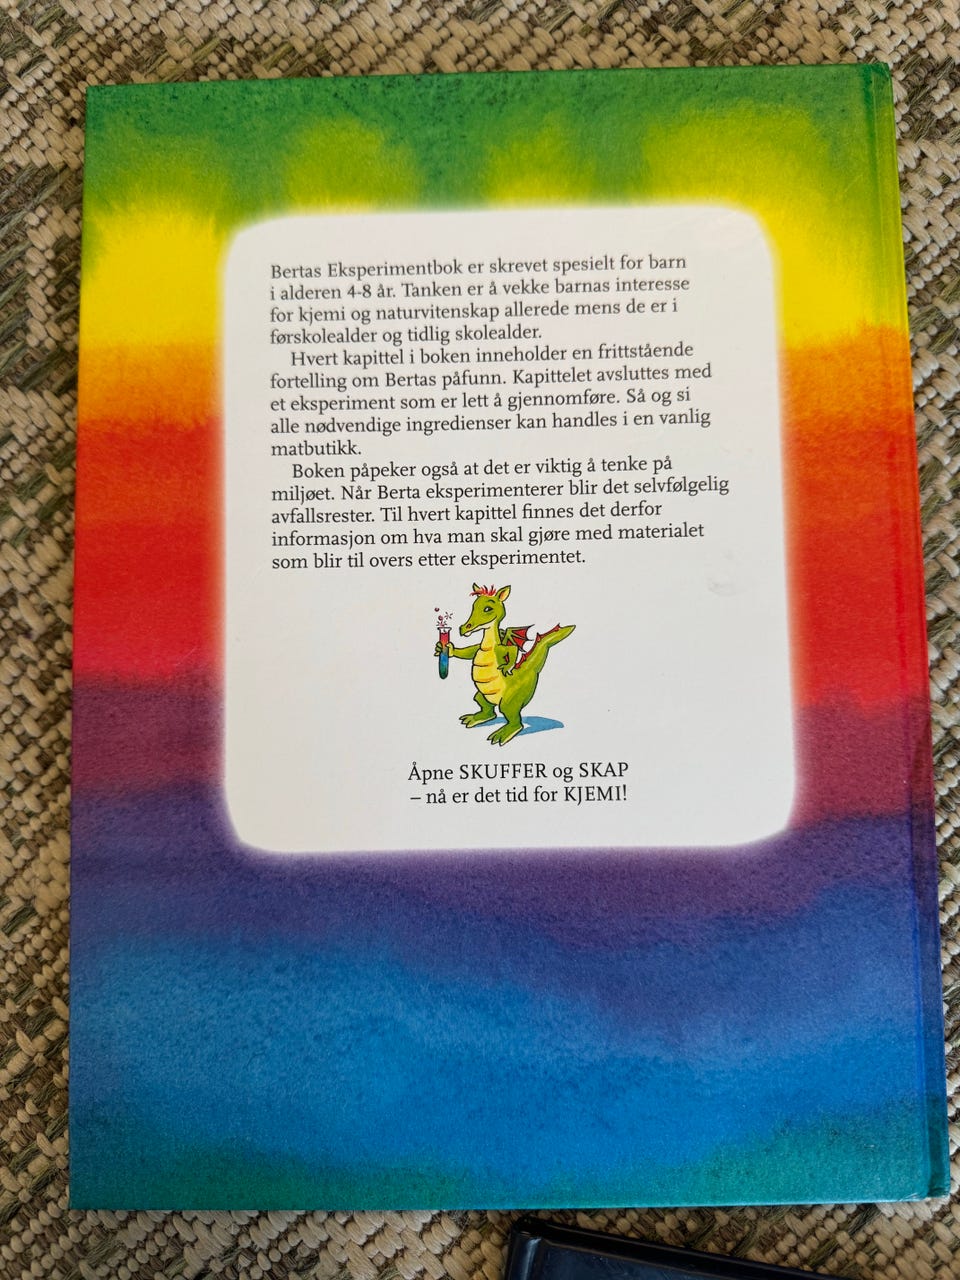 Bertas Eksperimentbok er skrevet spesielt for barn
i alderen 4-8 år. Tanken er å vekke barnas interesse
for kjemi og naturvitenskap allerede mens de er i
førskolealder og tidlig skolealder.
Hvert kapittel i boken inneholder en frittstående
fortelling om Bertas påfunn. Kapittelet avsluttes med
et eksperiment som er lett å gjennomføre. Så og si
alle nødvendige ingredienser kan handles i en vanlig
matbutikk.
Boken påpeker også at det er viktig å tenke på
miljøet. Når Berta eksperimenterer blir det selvfølgelig
avfallsrester. Til hvert kapittel finnes det derfor
informasjon om hva man skal gjøre med materialet
som blir til overs etter eksperimentet.
Åpne SKUFFER og SKAP
– nå er det tid for KJEMI!